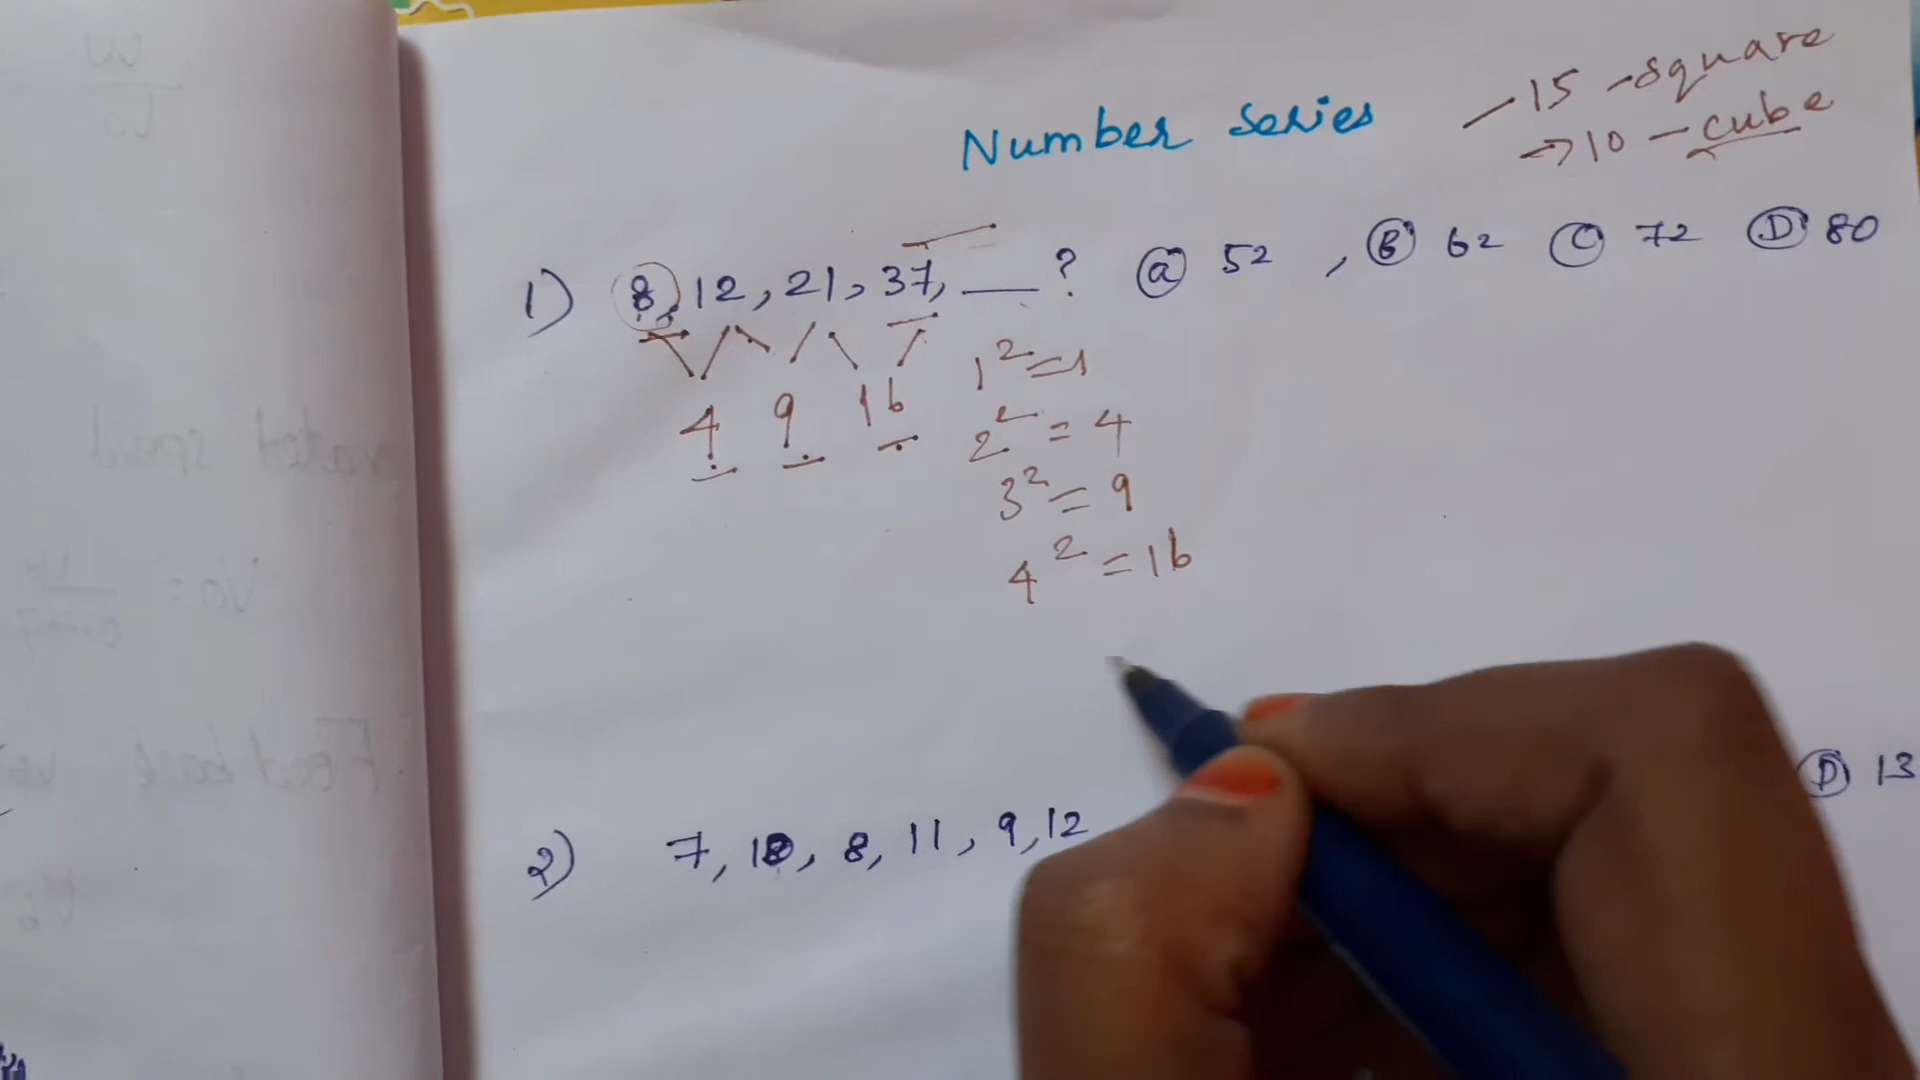 Number Series
- 15 - square
→ 10 - cube
1) 8, 12, 21, 37, __ ? (a) 52 , (B) 62 (C) 72 (D) 80
4 9 16
1² = 1
2² = 4
3² = 9
4² = 16
2) 7, 10, 8, 11, 9, 12 (D) 13